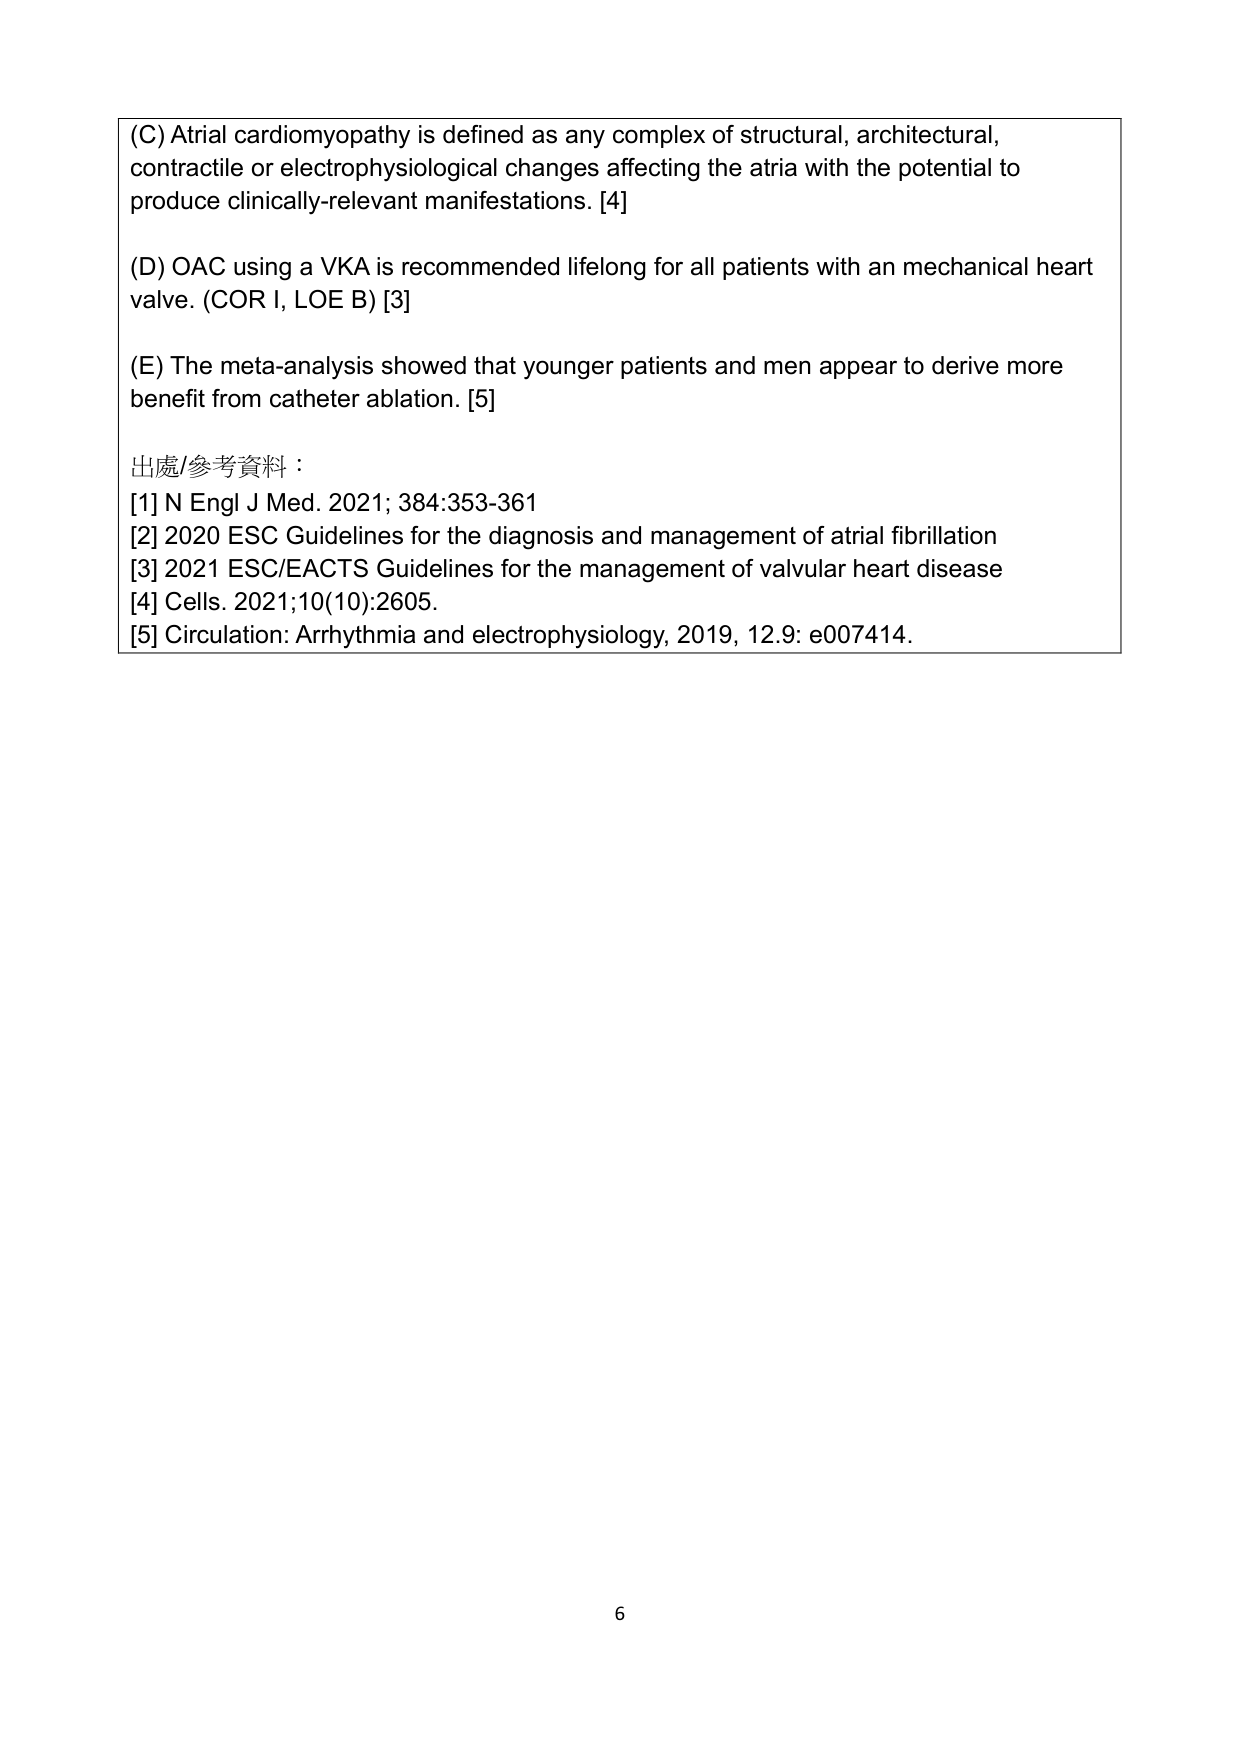 (C) Atrial cardiomyopathy is defined as any complex of structural, architectural,
contractile or electrophysiological changes affecting the atria with the potential to
produce clinically-relevant manifestations. [4]
(D) OAC using a VKA is recommended lifelong for all patients with an mechanical heart
valve. (COR I, LOE B) [3]
(E) The meta-analysis showed that younger patients and men appear to derive more
benefit from catheter ablation. [5]
出處/參考資料：
[1] N Engl J Med. 2021; 384:353-361
[2] 2020 ESC Guidelines for the diagnosis and management of atrial fibrillation
[3] 2021 ESC/EACTS Guidelines for the management of valvular heart disease
[4] Cells. 2021;10(10):2605.
[5] Circulation: Arrhythmia and electrophysiology, 2019, 12.9: e007414.
6